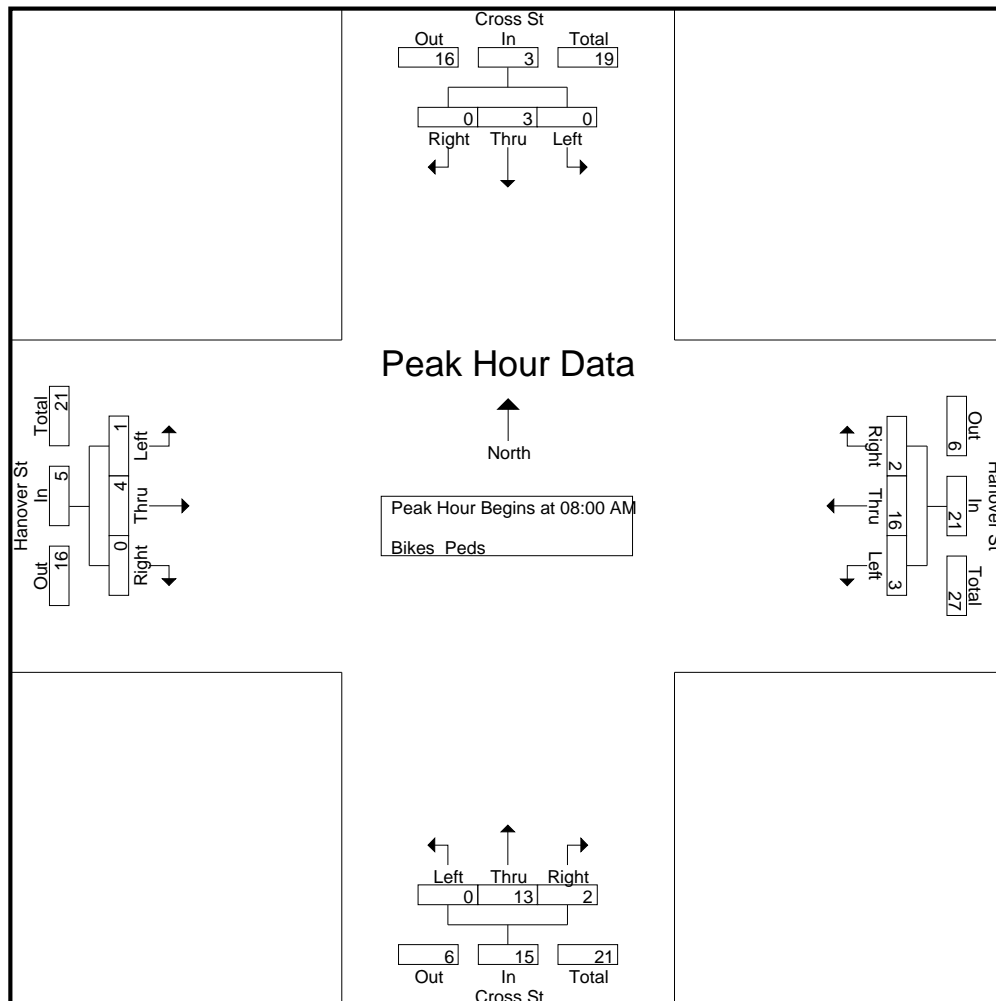 Cross St
Out In Total
16 3 19
0 3 0
Right Thru Left
Peak Hour Data
North
Peak Hour Begins at 08:00 AM
Bikes Peds
Hanover St
Out In Total
16 5 21
0 4 1
Right Thru Left
Hanover St
Out In Total
6 21 27
2 16 3
Right Thru Left
Left Thru Right
0 13 2
6 15 21
Out In Total
Cross St